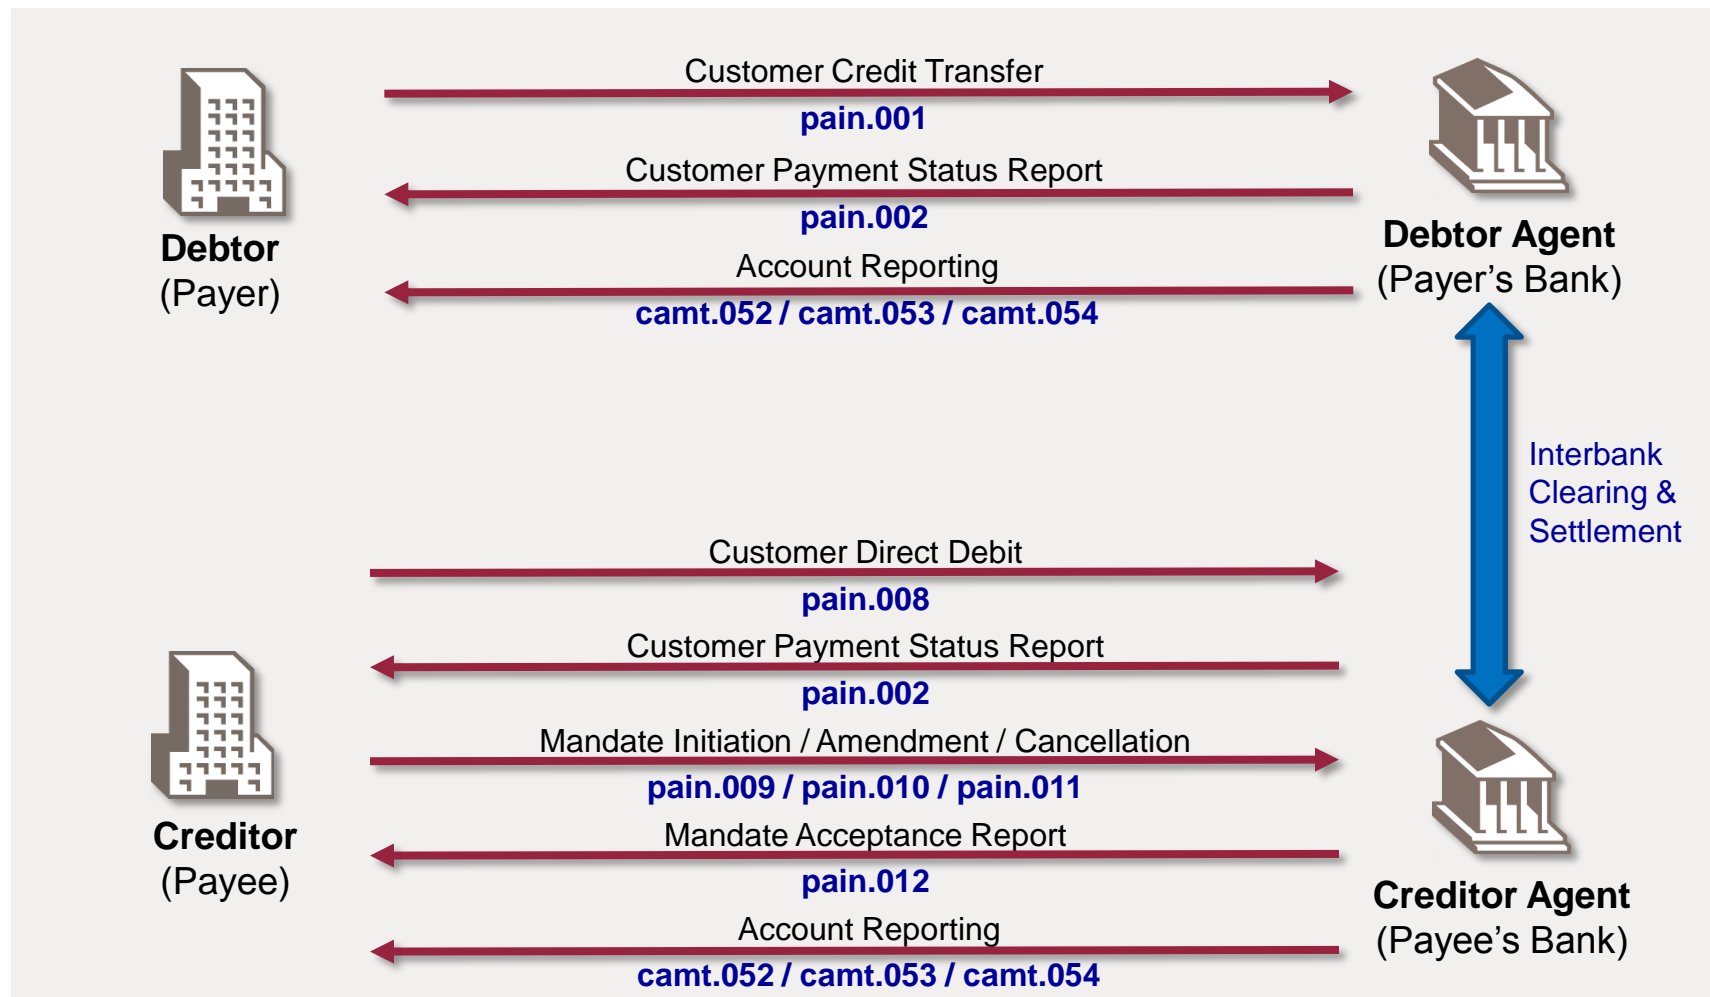 Customer Credit Transfer
pain.001
Customer Payment Status Report
pain.002
Debtor
(Payer)
Debtor Agent
(Payer’s Bank)
Account Reporting
camt.052 / camt.053 / camt.054
Interbank
Clearing &
Settlement
Customer Direct Debit
pain.008
Customer Payment Status Report
pain.002
Mandate Initiation / Amendment / Cancellation
pain.009 / pain.010 / pain.011
Creditor
(Payee)
Mandate Acceptance Report
pain.012
Creditor Agent
(Payee’s Bank)
Account Reporting
camt.052 / camt.053 / camt.054